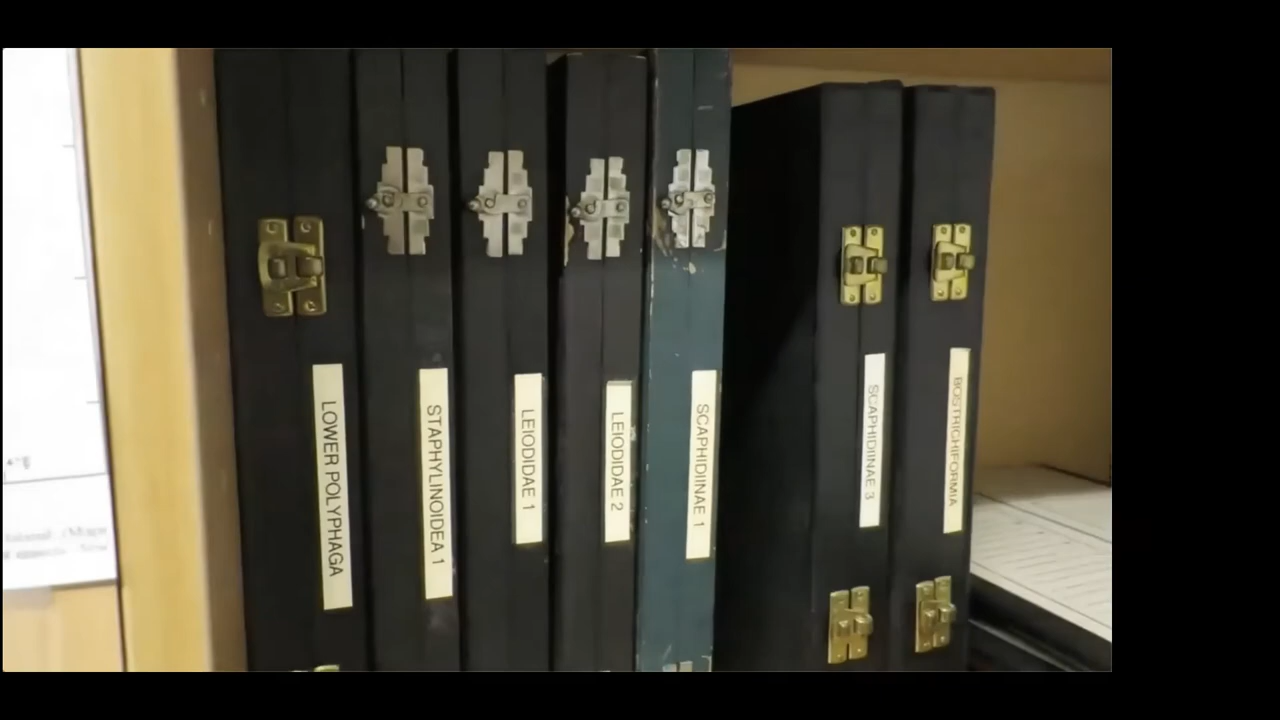 LOWER POLYPHAGA
STAPHYLINOIDEA 1
LEIODIDAE 1
LEIODIDAE 2
SCAPHIDIINAE 1
SCAPHIDIINAE 3
BOSTRICHIFORMIA